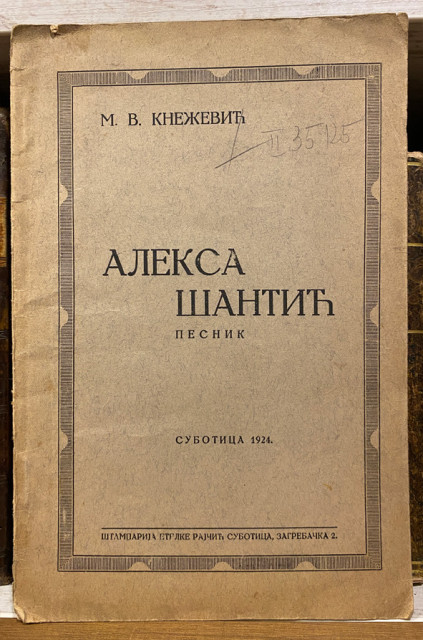 М. В. КНЕЖЕВИЋ
II 35125
АЛЕКСА
ШАНТИЋ
ПЕСНИК
СУБОТИЦА 1924.
ШТАМПАРИЈА ЕТЕЛКЕ РАЈЧИЋ СУБОТИЦА, ЗАГРЕБАЧКА 2.